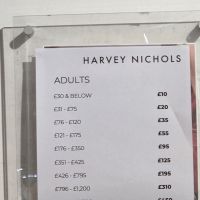 HARVEY NICHOLS
ADULTS
£30 & BELOW £10
£31 - £75 £20
£76 - £120 £35
£121 - £175 £55
£176 - £350 £95
£351 - £425 £125
£426 - £795 £195
£796 - £1,200 £310